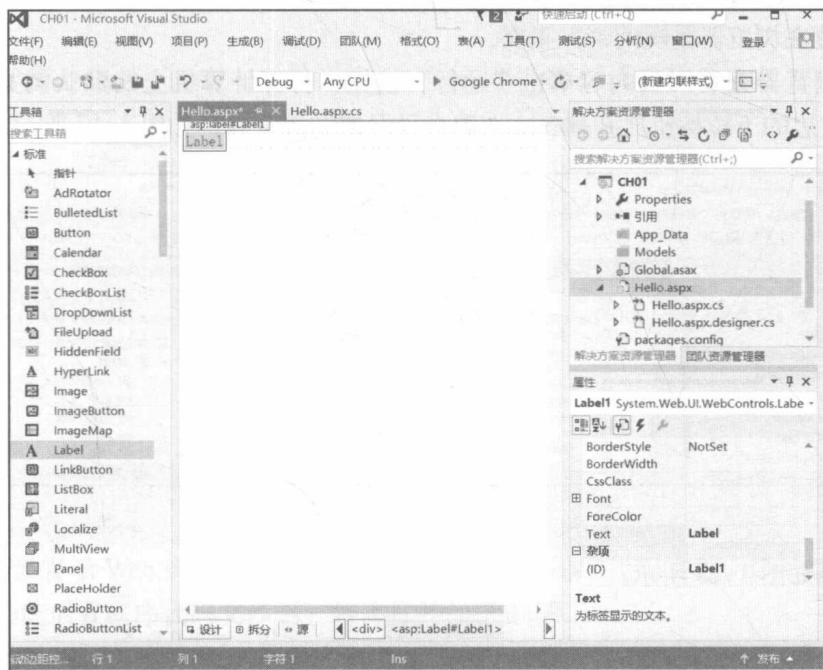 CH01 - Microsoft Visual Studio
2
快速启动 (Ctrl+Q)
文件(F) 编辑(E) 视图(V) 项目(P) 生成(B) 调试(D) 团队(M) 格式(O) 表(A) 工具(T) 测试(S) 分析(N) 窗口(W) 登录
帮助(H)
Debug Any CPU Google Chrome (新建内联样式)
工具箱
搜索工具箱
标准
指针
AdRotator
BulletedList
Button
Calendar
CheckBox
CheckBoxList
DropDownList
FileUpload
HiddenField
HyperLink
Image
ImageButton
ImageMap
Label
LinkButton
ListBox
Literal
Localize
MultiView
Panel
PlaceHolder
RadioButton
RadioButtonList
Hello.aspx* Hello.aspx.cs
asp:label#Label1
Label
设计 拆分 源 <div> <asp:Label#Label1>
解决方案资源管理器
搜索解决方案资源管理器(Ctrl+;)
CH01
Properties
引用
App_Data
Models
Global.asax
Hello.aspx
Hello.aspx.cs
Hello.aspx.designer.cs
packages.config
解决方案资源管理器 团队资源管理器
属性
Label1 System.Web.UI.WebControls.Labe
BorderStyle NotSet
BorderWidth
CssClass
Font
ForeColor
Text Label
杂项
(ID) Label1
Text
为标签显示的文本。
行 1 列 1 字符 1 Ins 发布